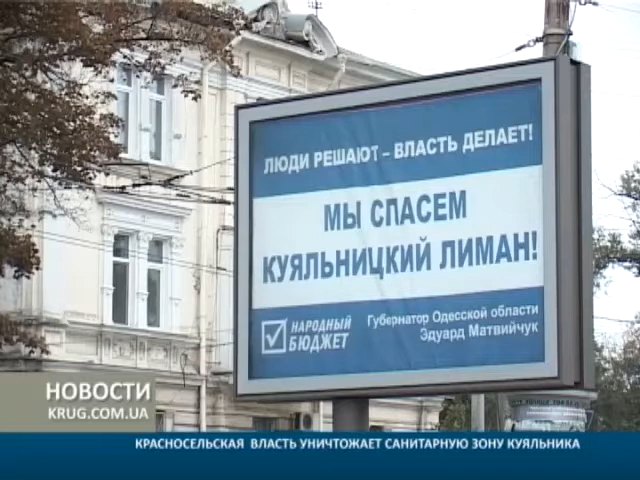 ЛЮДИ РЕШАЮТ – ВЛАСТЬ ДЕЛАЕТ!
МЫ СПАСЕМ
КУЯЛЬНИЦКИЙ ЛИМАН!
НАРОДНЫЙ
БЮДЖЕТ
Губернатор Одесской области
Эдуард Матвийчук
НОВОСТИ
KRUG.COM.UA
КРАСНОСЕЛЬСКАЯ ВЛАСТЬ УНИЧТОЖАЕТ САНИТАРНУЮ ЗОНУ КУЯЛЬНИКА